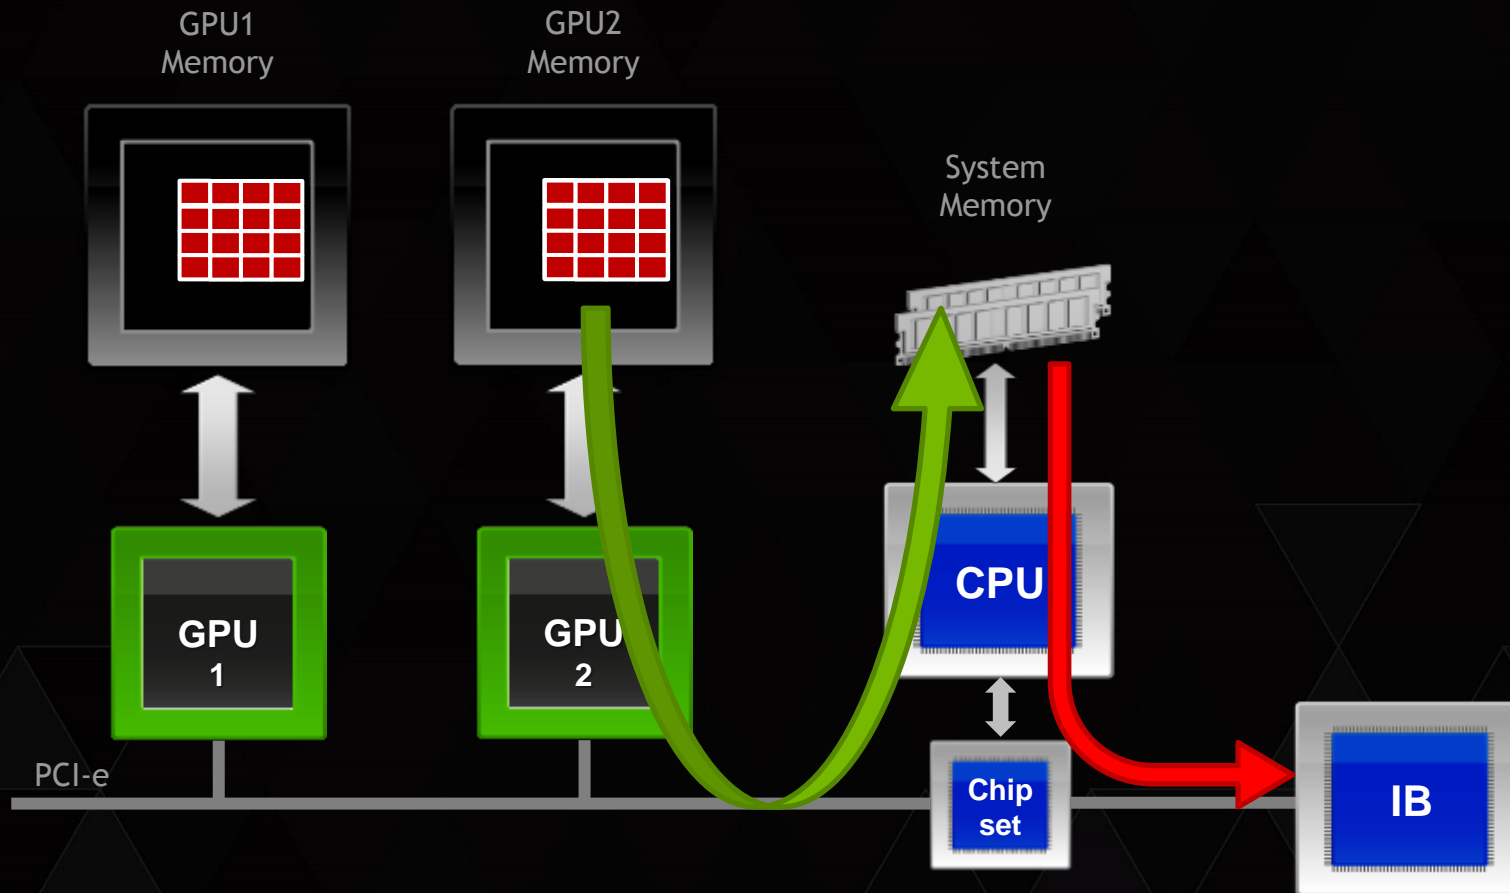 GPU1
Memory
GPU2
Memory
System
Memory
GPU
1
GPU
2
CPU
PCI-e
Chip
set
IB